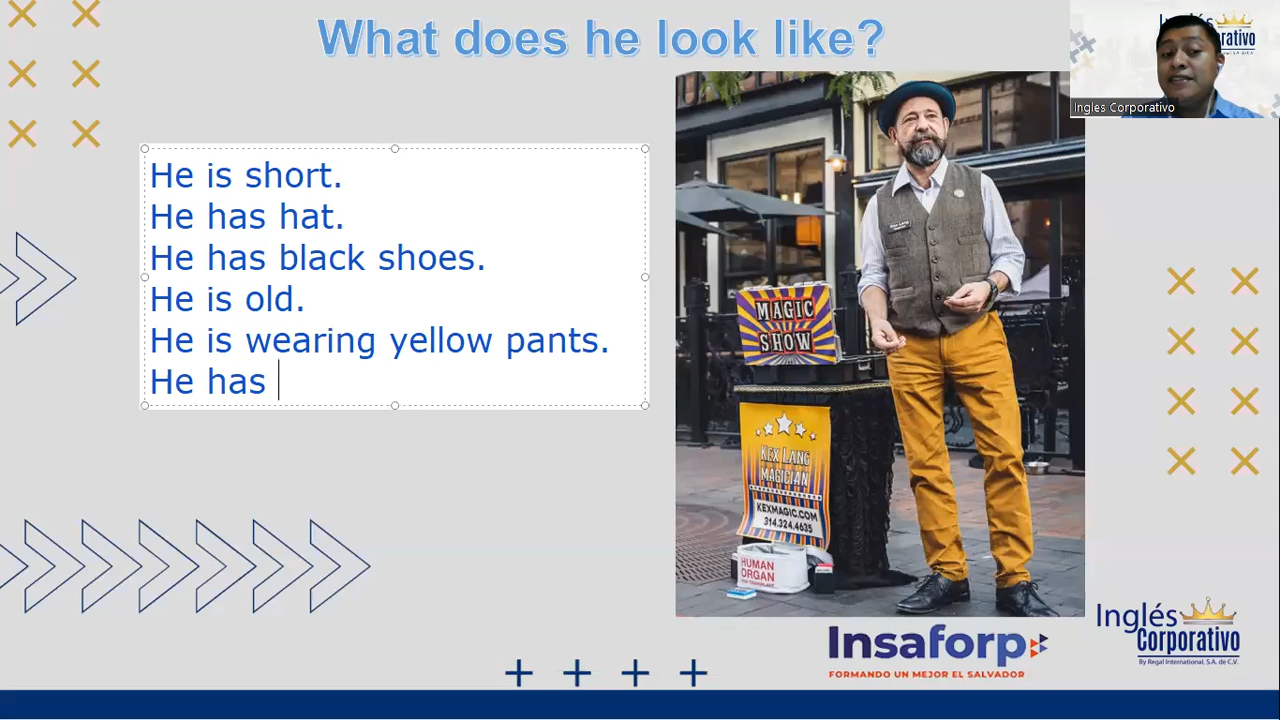 What does he look like?
Inglés
Corporativo
Ingles Corporativo
He is short.
He has hat.
He has black shoes.
He is old.
He is wearing yellow pants.
He has
MAGIC
SHOW
KEX LANG
MAGICIAN
KEXMAGIC.COM
314.324.4635
HUMAN
ORGAN
Insaforp
FORMANDO UN MEJOR EL SALVADOR
Inglés
Corporativo
By Regal International, S.A. de C.V.